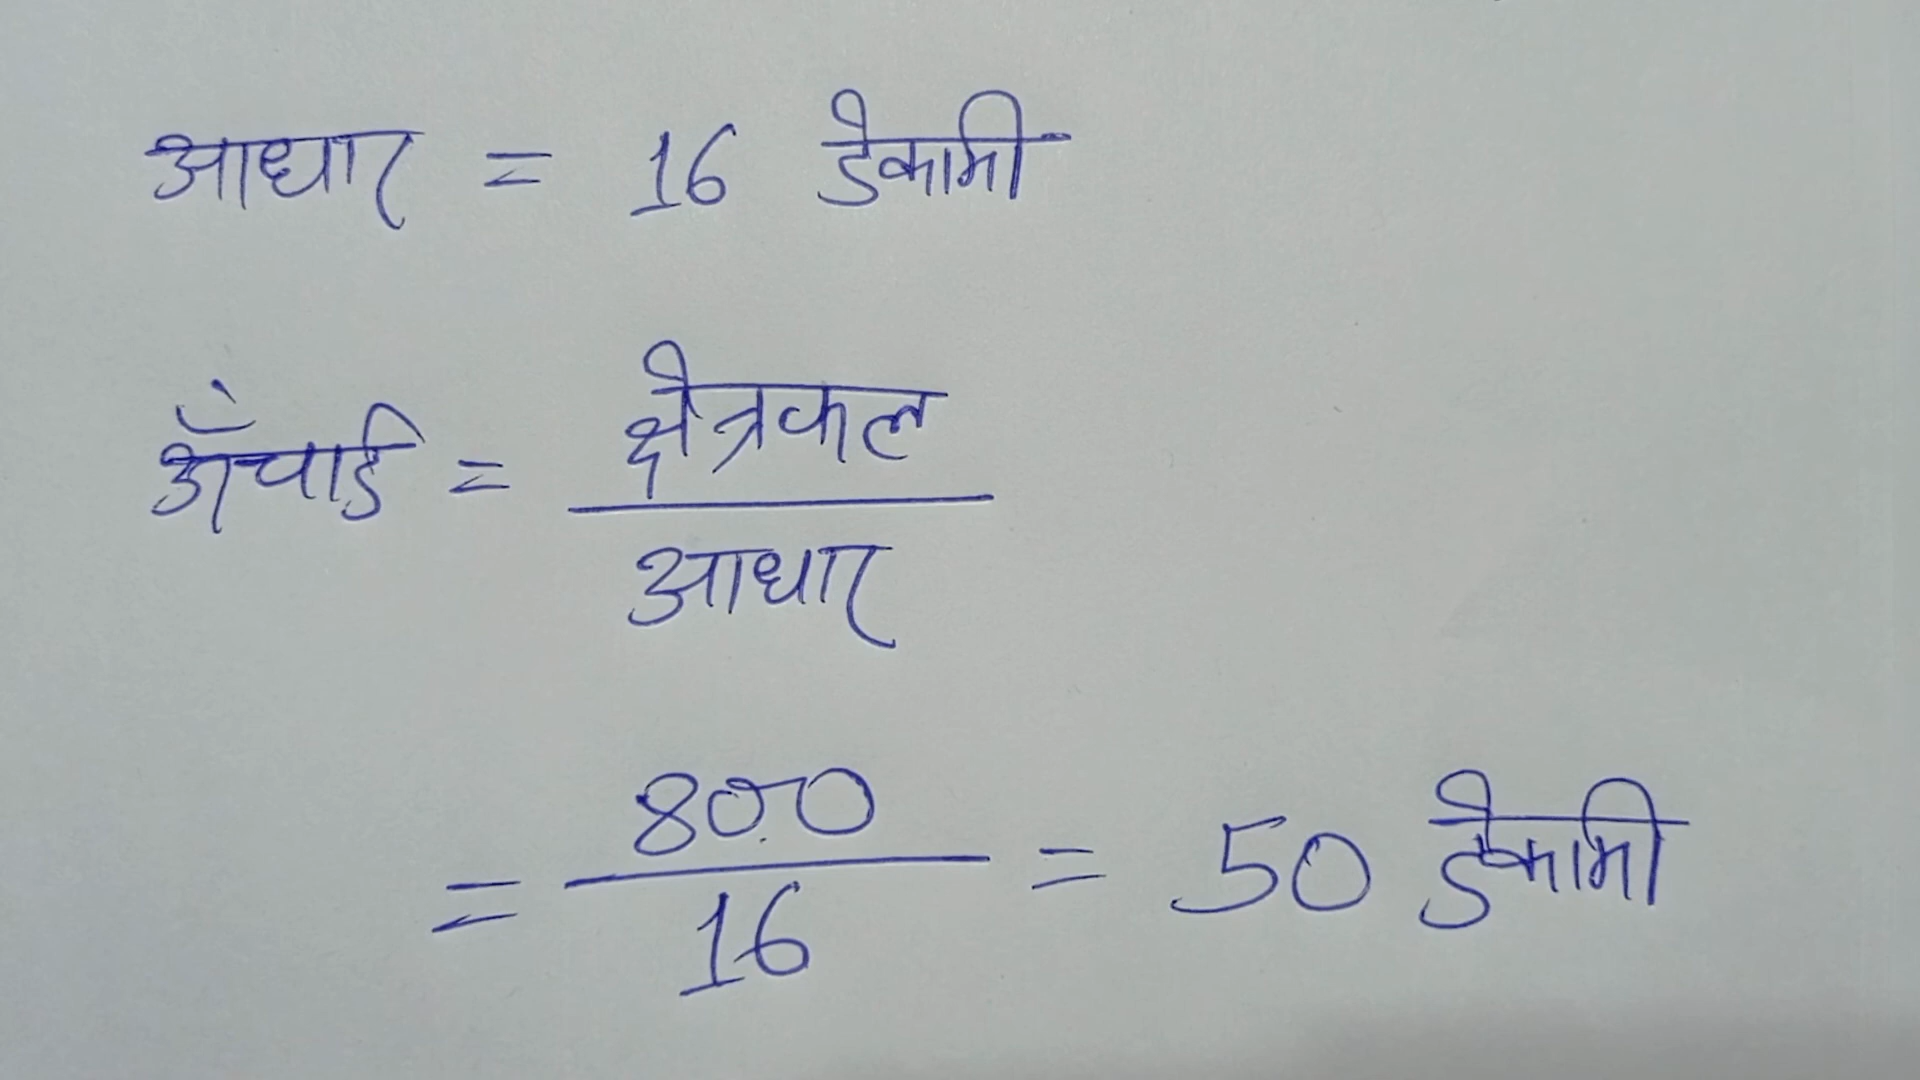 आधार = 16 डेकामी
ऊँचाई = क्षेत्रफल
आधार
= 800
16
= 50 डेकामी